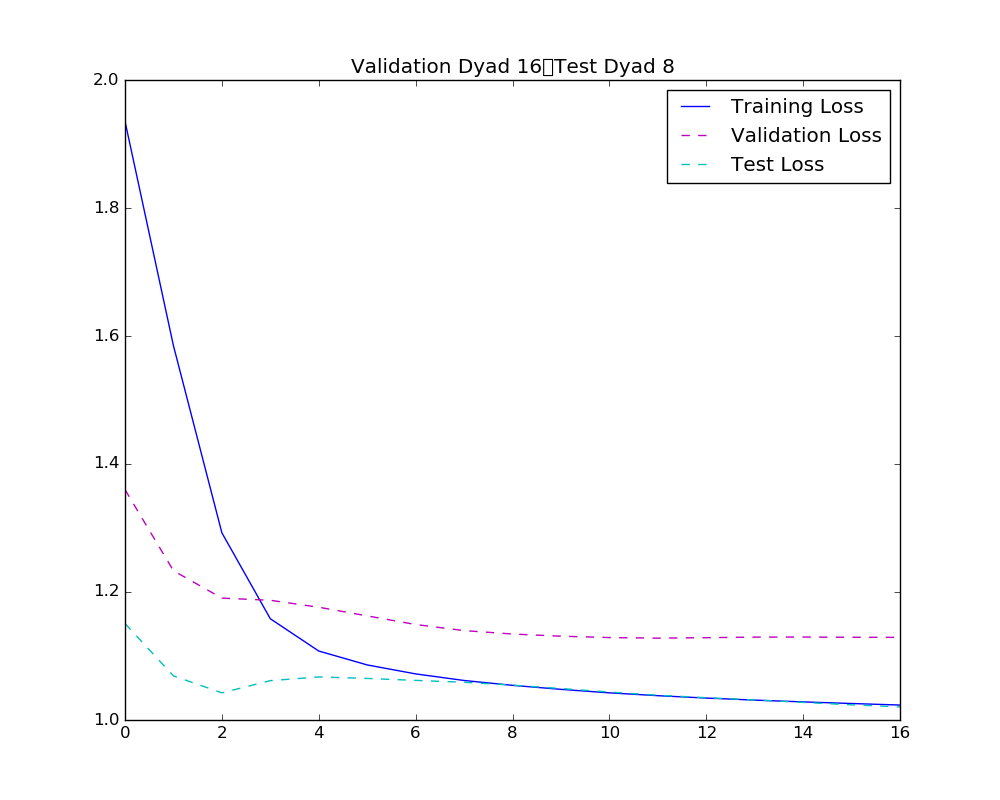 Validation Dyad 16□Test Dyad 8
2.0
1.8
1.6
1.4
1.2
1.0
0 2 4 6 8 10 12 14 16
Training Loss
Validation Loss
Test Loss